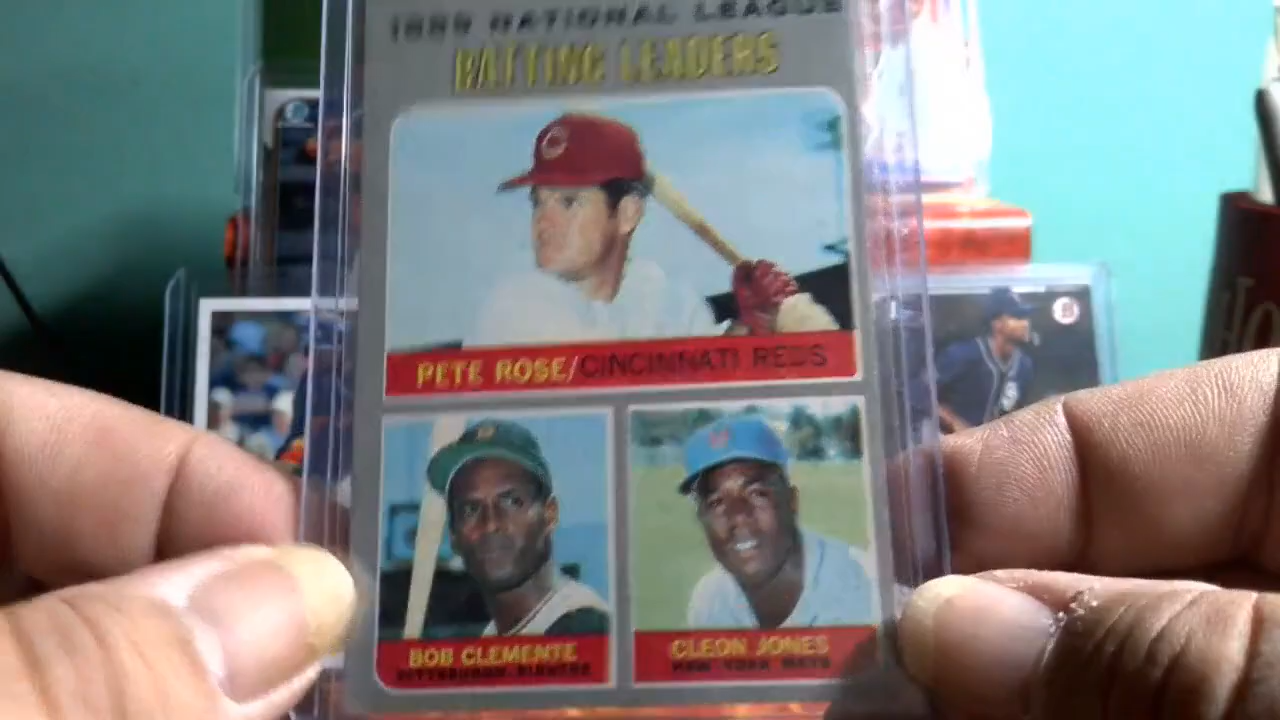 1969 NATIONAL LEAGUE
BATTING LEADERS
PETE ROSE/CINCINNATI REDS
BOB CLEMENTE
PITTSBURGH PIRATES
CLEON JONES
NEW YORK METS